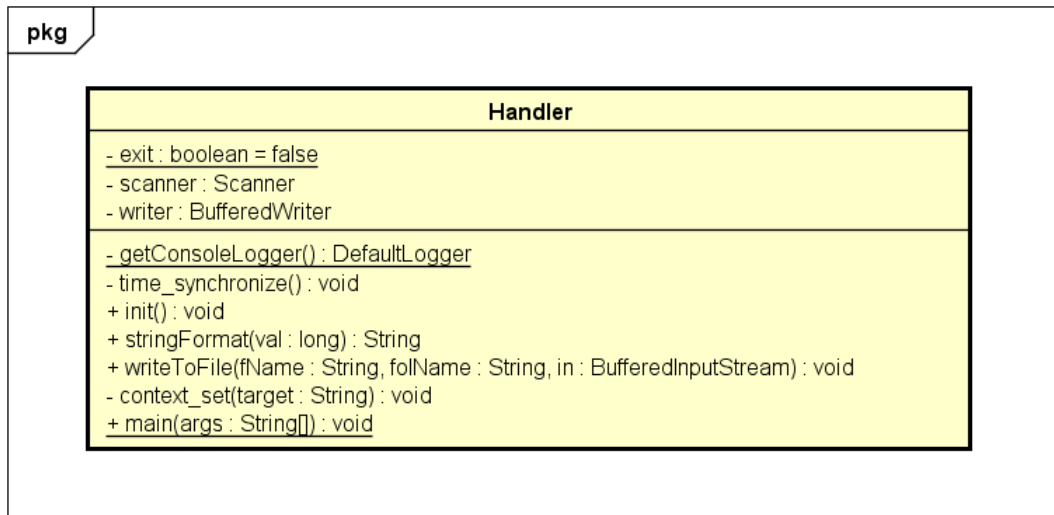 pkg
Handler
- exit : boolean = false
- scanner : Scanner
- writer : BufferedWriter
- getConsoleLogger() : DefaultLogger
- time_synchronize() : void
+ init() : void
+ stringFormat(val : long) : String
+ writeToFile(fName : String, folName : String, in : BufferedInputStream) : void
- context_set(target : String) : void
+ main(args : String[]) : void